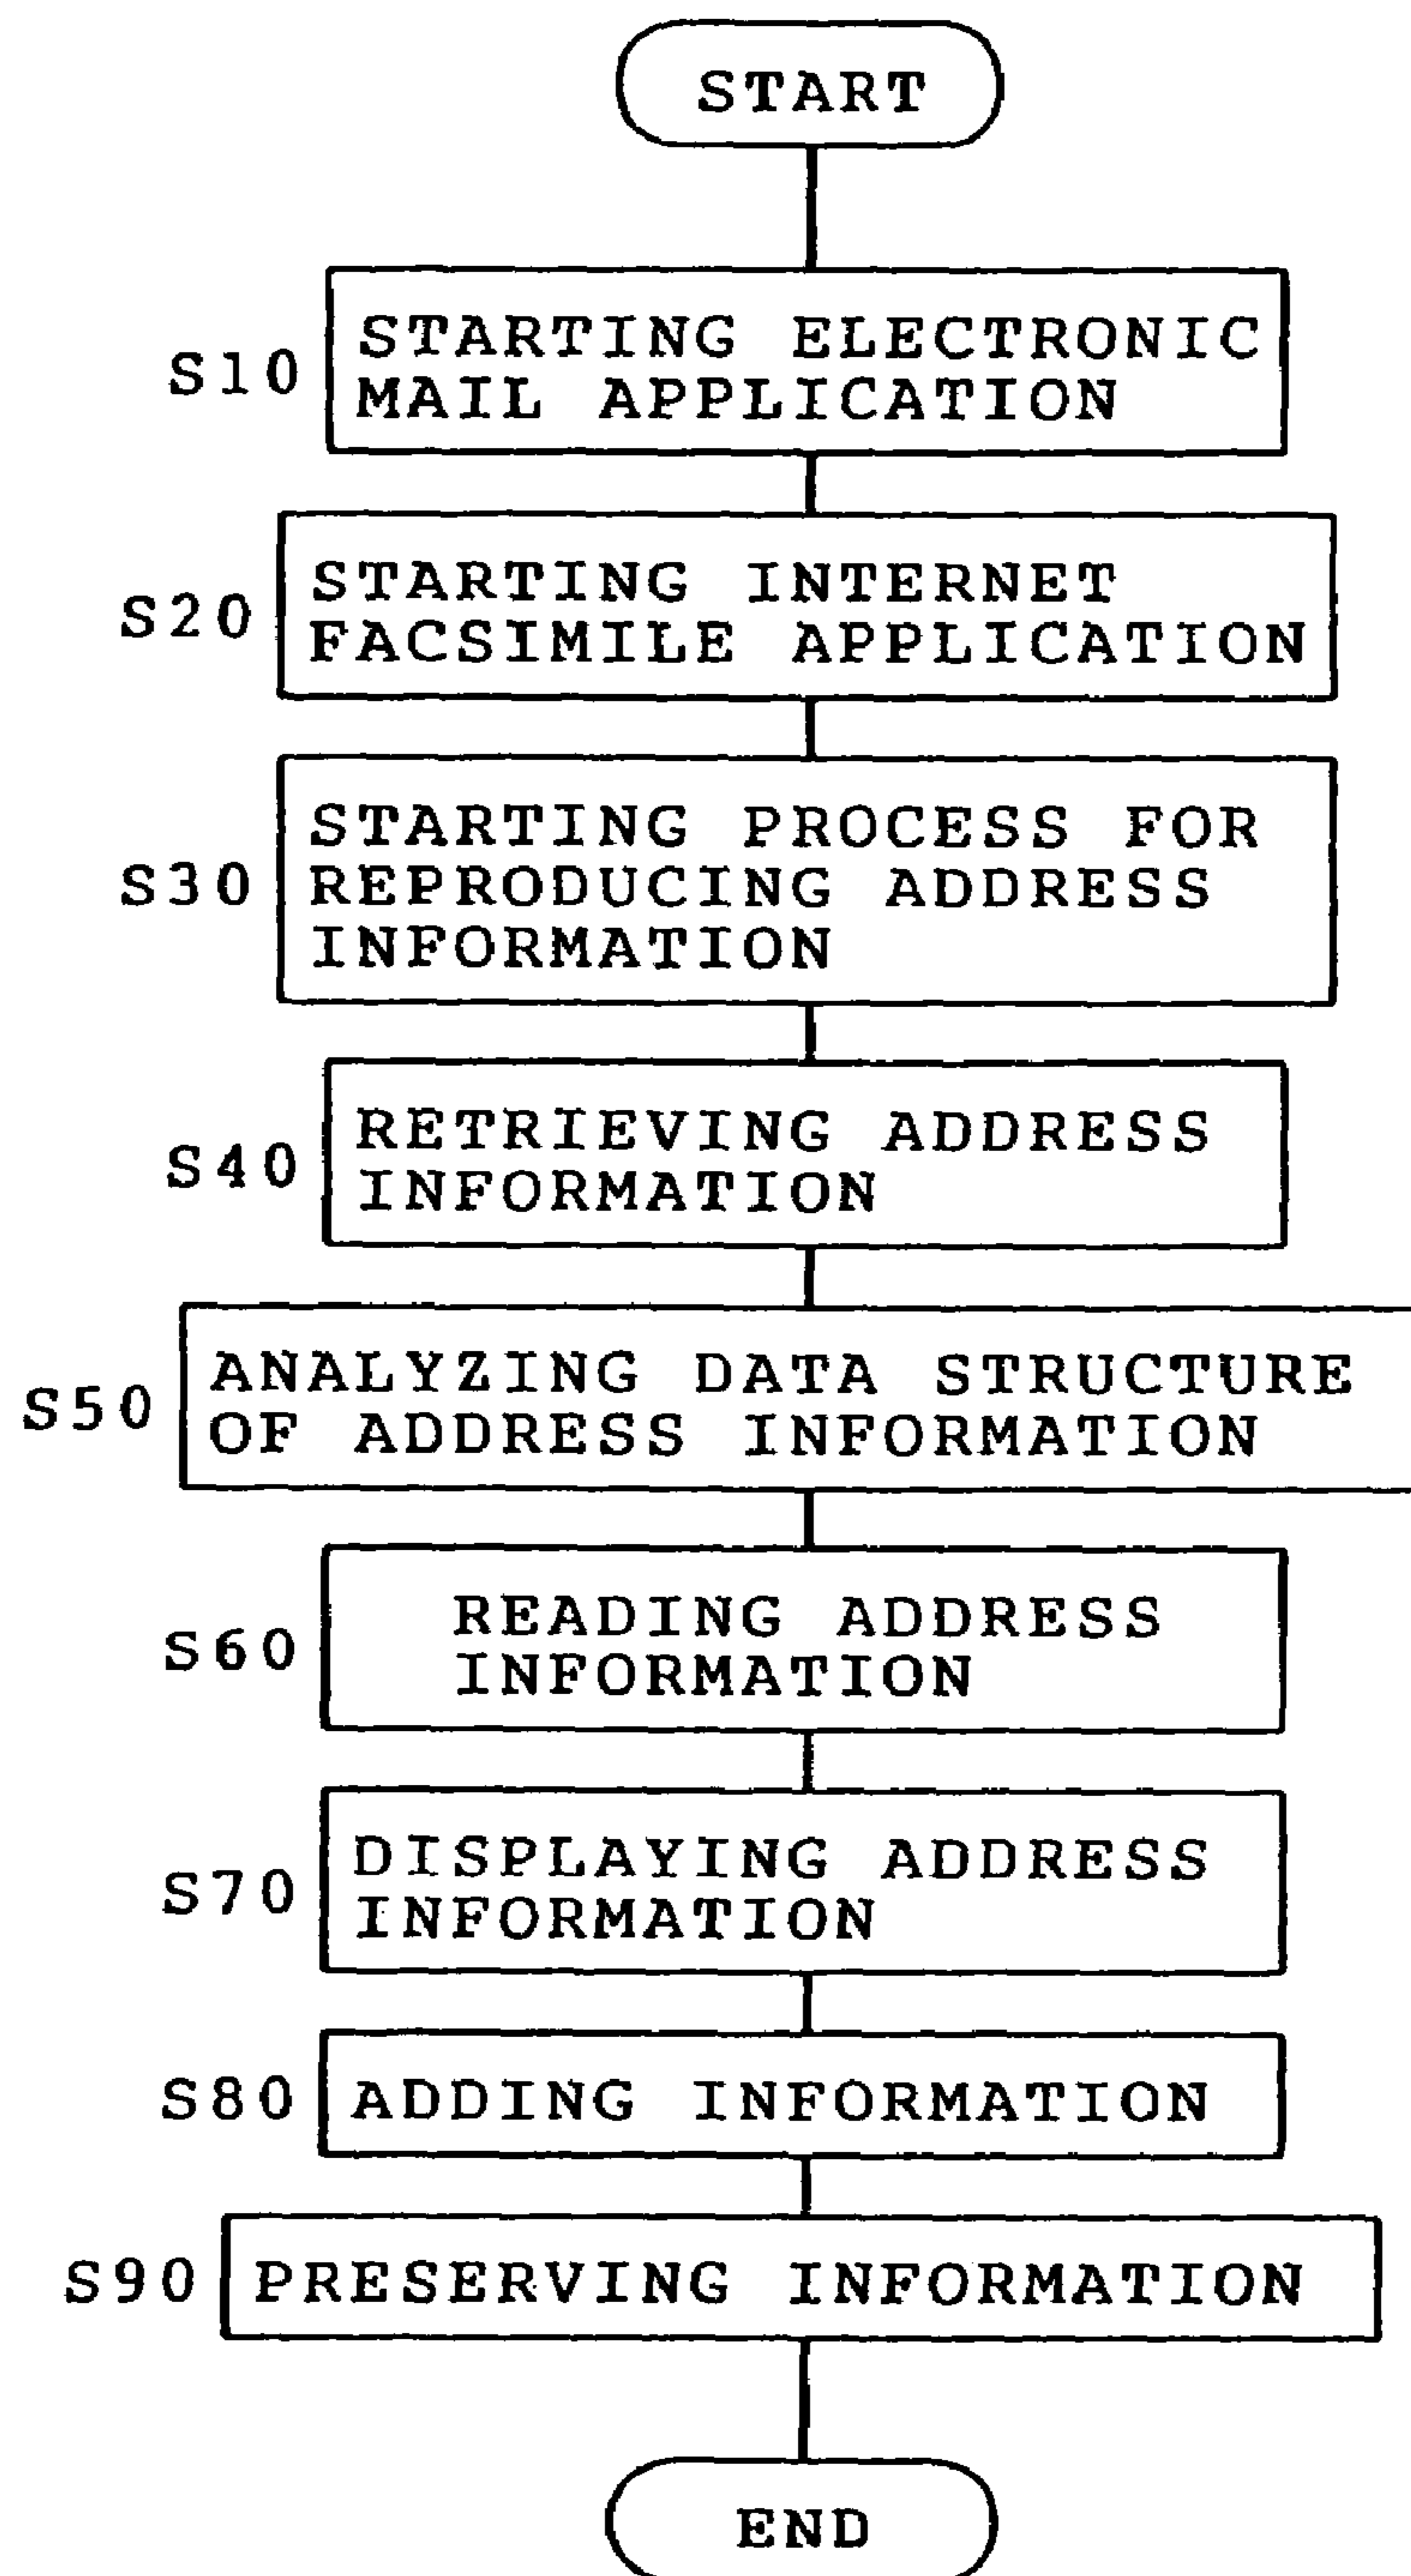 START
S10
STARTING ELECTRONIC
MAIL APPLICATION
S20
STARTING INTERNET
FACSIMILE APPLICATION
S30
STARTING PROCESS FOR
REPRODUCING ADDRESS
INFORMATION
S40
RETRIEVING ADDRESS
INFORMATION
S50
ANALYZING DATA STRUCTURE
OF ADDRESS INFORMATION
S60
READING ADDRESS
INFORMATION
S70
DISPLAYING ADDRESS
INFORMATION
S80
ADDING INFORMATION
S90
PRESERVING INFORMATION
END